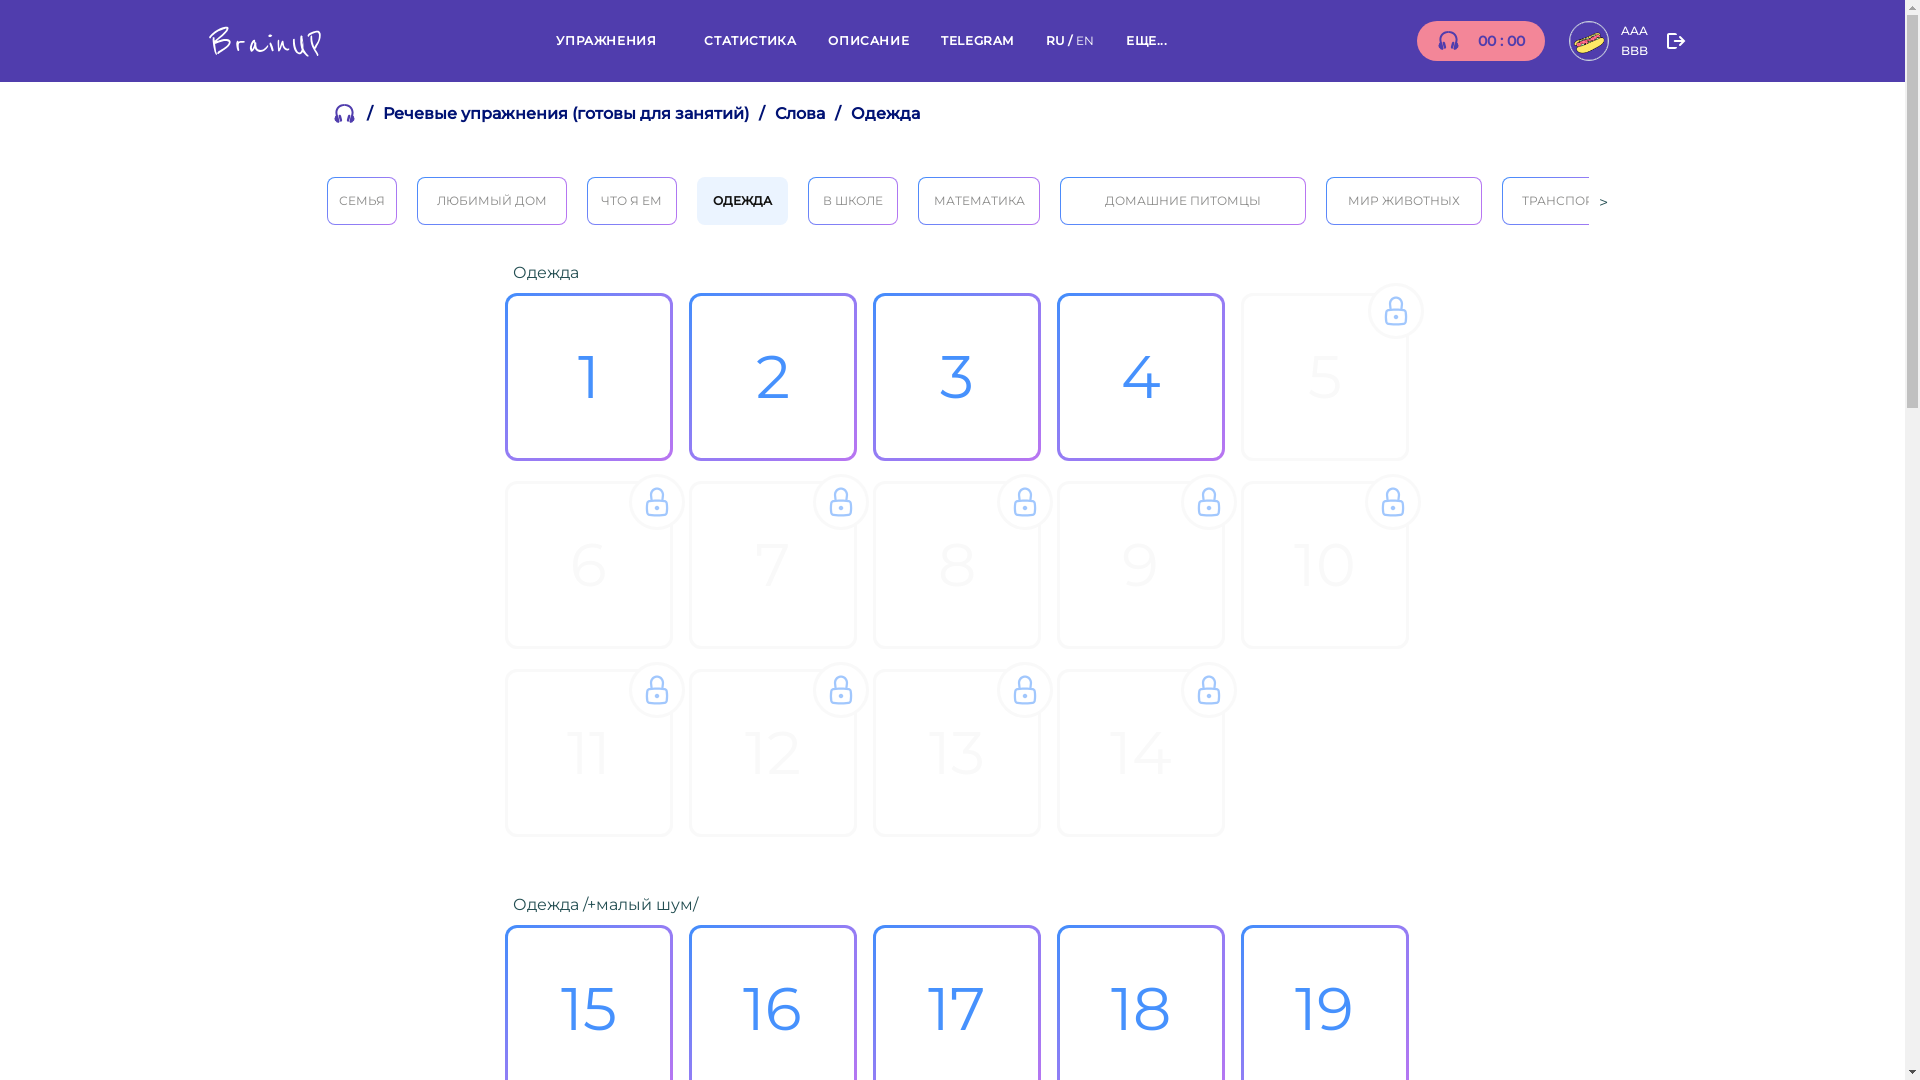 BrainUP
УПРАЖНЕНИЯ СТАТИСТИКА ОПИСАНИЕ TELEGRAM RU / EN ЕЩЕ...
00 : 00
AAA
BBB
/ Речевые упражнения (готовы для занятий) / Слова / Одежда
СЕМЬЯ ЛЮБИМЫЙ ДОМ ЧТО Я ЕМ ОДЕЖДА В ШКОЛЕ МАТЕМАТИКА ДОМАШНИЕ ПИТОМЦЫ МИР ЖИВОТНЫХ ТРАНСПОР >
Одежда
1 2 3 4 5
6 7 8 9 10
11 12 13 14
Одежда /+малый шум/
15 16 17 18 19